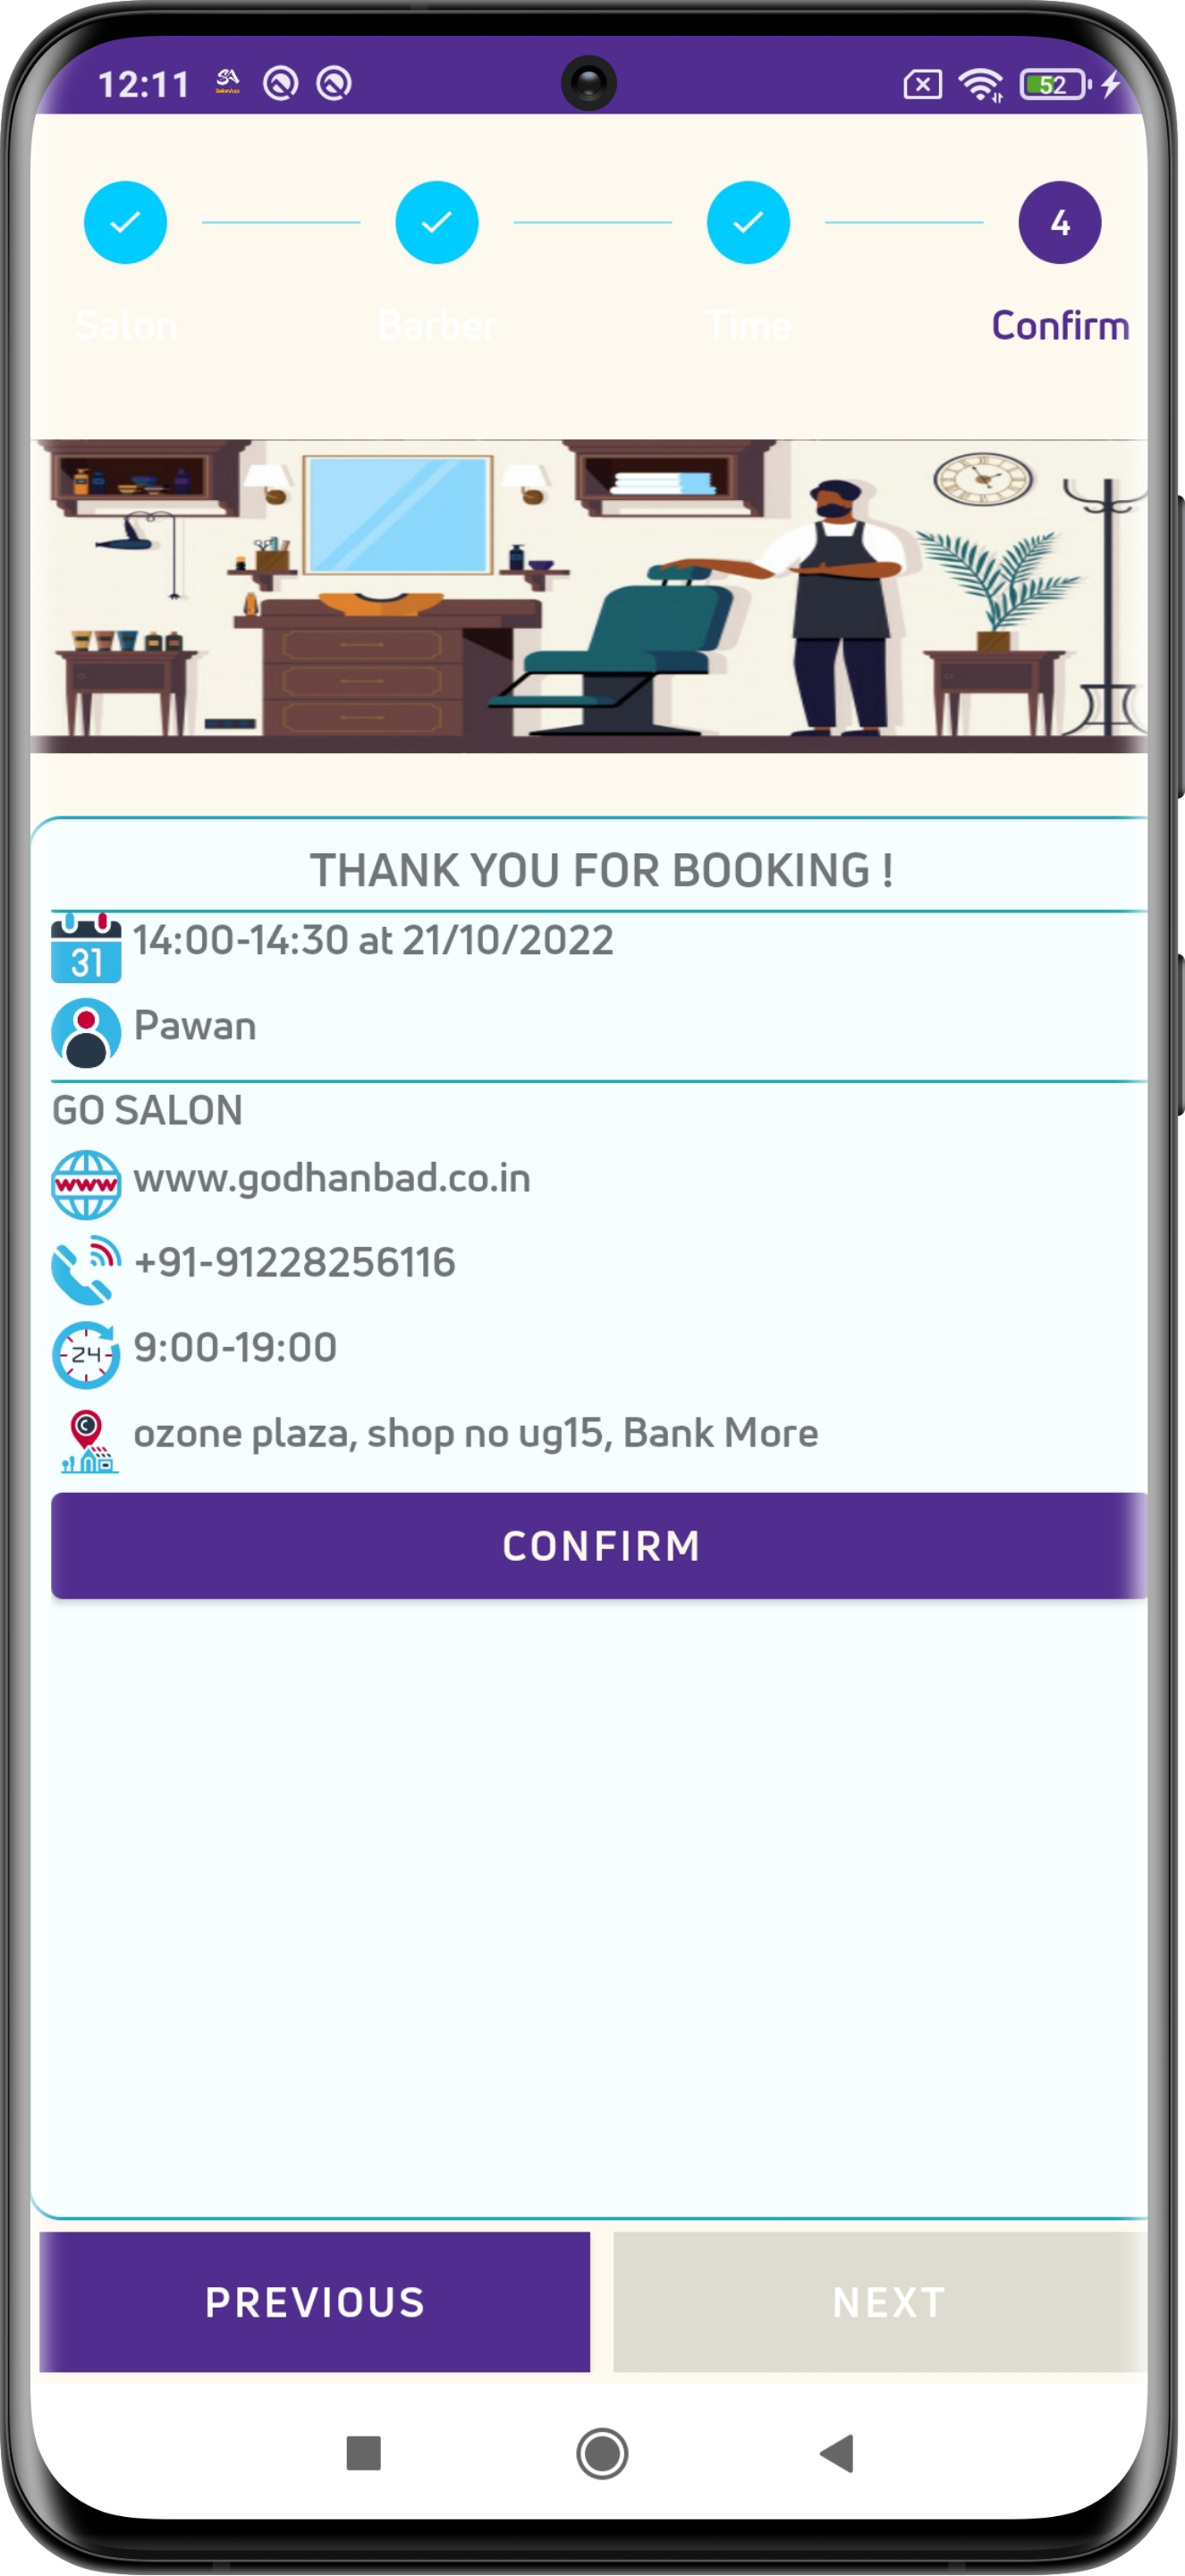 12:11
52
4
Salon Barber Time Confirm
THANK YOU FOR BOOKING !
31
14:00-14:30 at 21/10/2022
Pawan
GO SALON
www
www.godhanbad.co.in
+91-91228256116
24
9:00-19:00
ozone plaza, shop no ug15, Bank More
CONFIRM
PREVIOUS NEXT